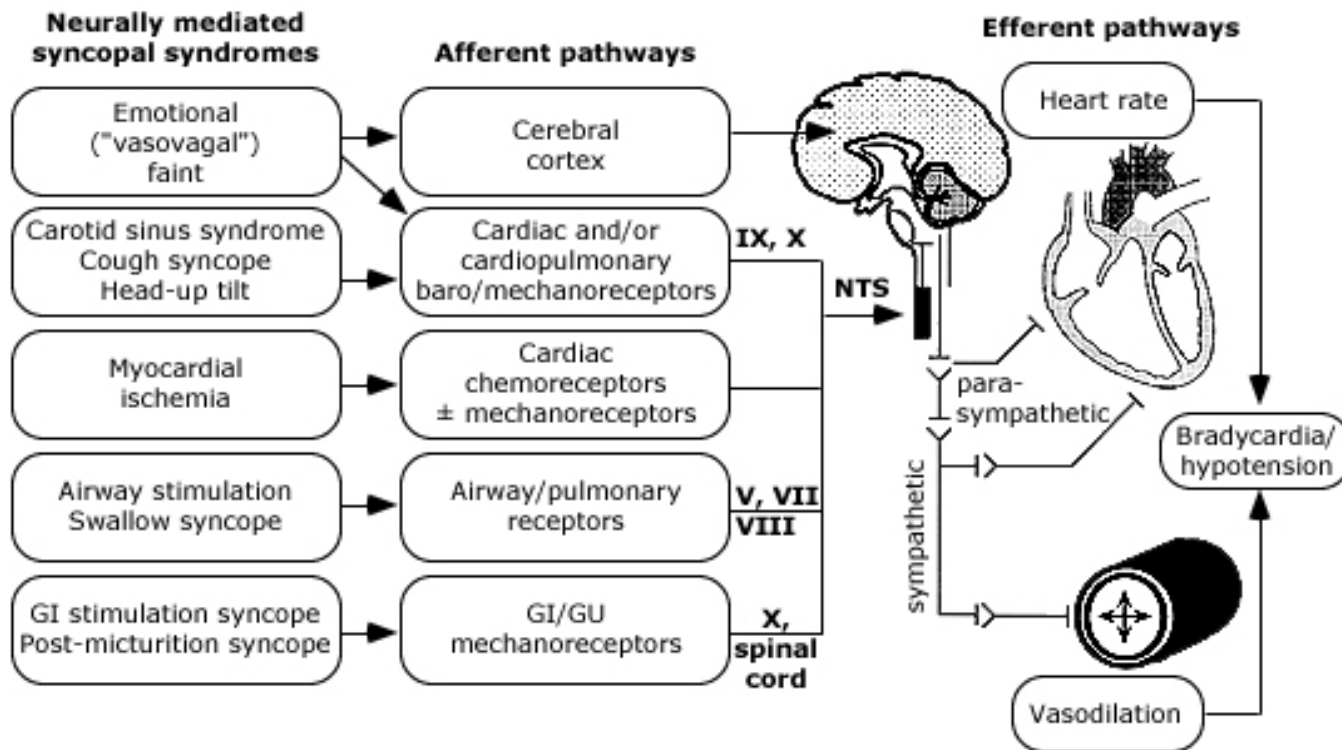 Neurally mediated
syncopal syndromes
Afferent pathways
Efferent pathways
Emotional
("vasovagal")
faint
Cerebral
cortex
Heart rate
Carotid sinus syndrome
Cough syncope
Head-up tilt
Cardiac and/or
cardiopulmonary
baro/mechanoreceptors
IX, X
NTS
Myocardial
ischemia
Cardiac
chemoreceptors
± mechanoreceptors
para-
sympathetic
Bradycardia/
hypotension
Airway stimulation
Swallow syncope
Airway/pulmonary
receptors
V, VII
VIII
sympathetic
GI stimulation syncope
Post-micturition syncope
GI/GU
mechanoreceptors
X,
spinal
cord
Vasodilation